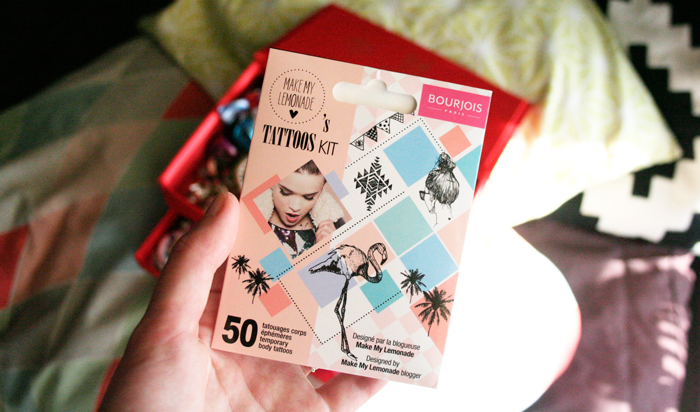 MAKE MY
LEMONADE
's
TATTOOS KIT
BOURJOIS
PARIS
50
tatouages corps
éphémères
temporary
body tattoos
Designé par la blogueuse
Make My Lemonade
Designed by
Make My Lemonade blogger